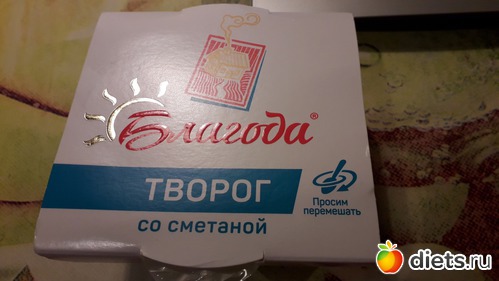 Благода®
ТВОРОГ
со сметаной
Просим
перемешать
diets.ru